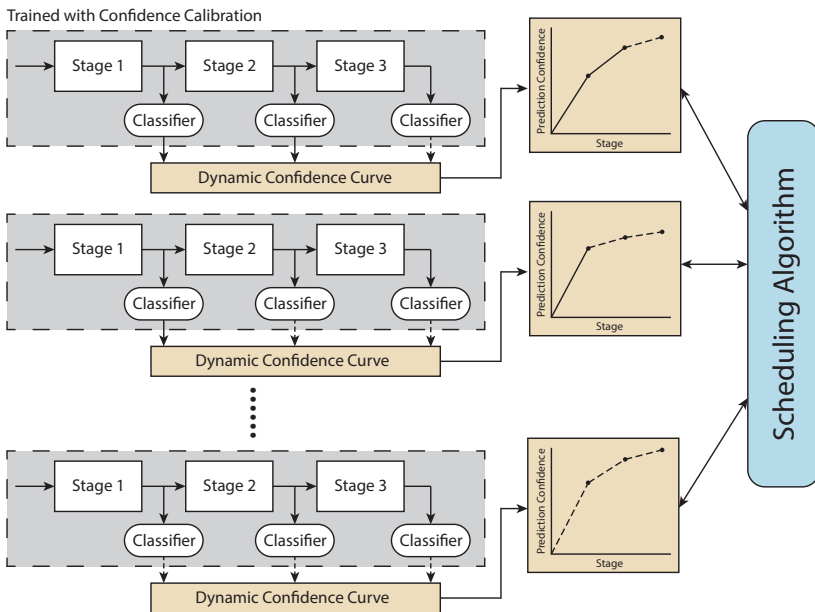 Trained with Confidence Calibration
Stage 1
Stage 2
Stage 3
Classifier
Classifier
Classifier
Dynamic Confidence Curve
Prediction Confidence
Stage
Stage 1
Stage 2
Stage 3
Classifier
Classifier
Classifier
Dynamic Confidence Curve
Prediction Confidence
Stage
Stage 1
Stage 2
Stage 3
Classifier
Classifier
Classifier
Dynamic Confidence Curve
Prediction Confidence
Stage
Scheduling Algorithm